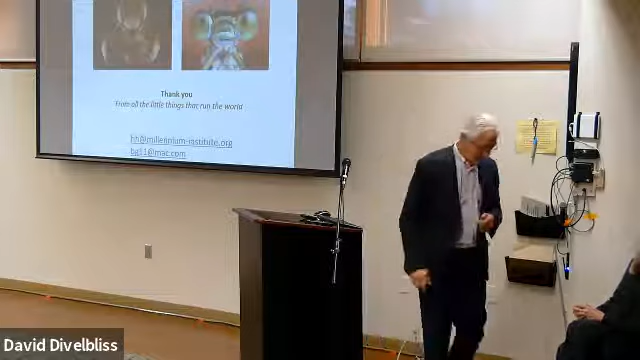 Thank you
From all the little things that run the world
hh@millennium-institute.org
bg11@mac.com
David Divelbliss